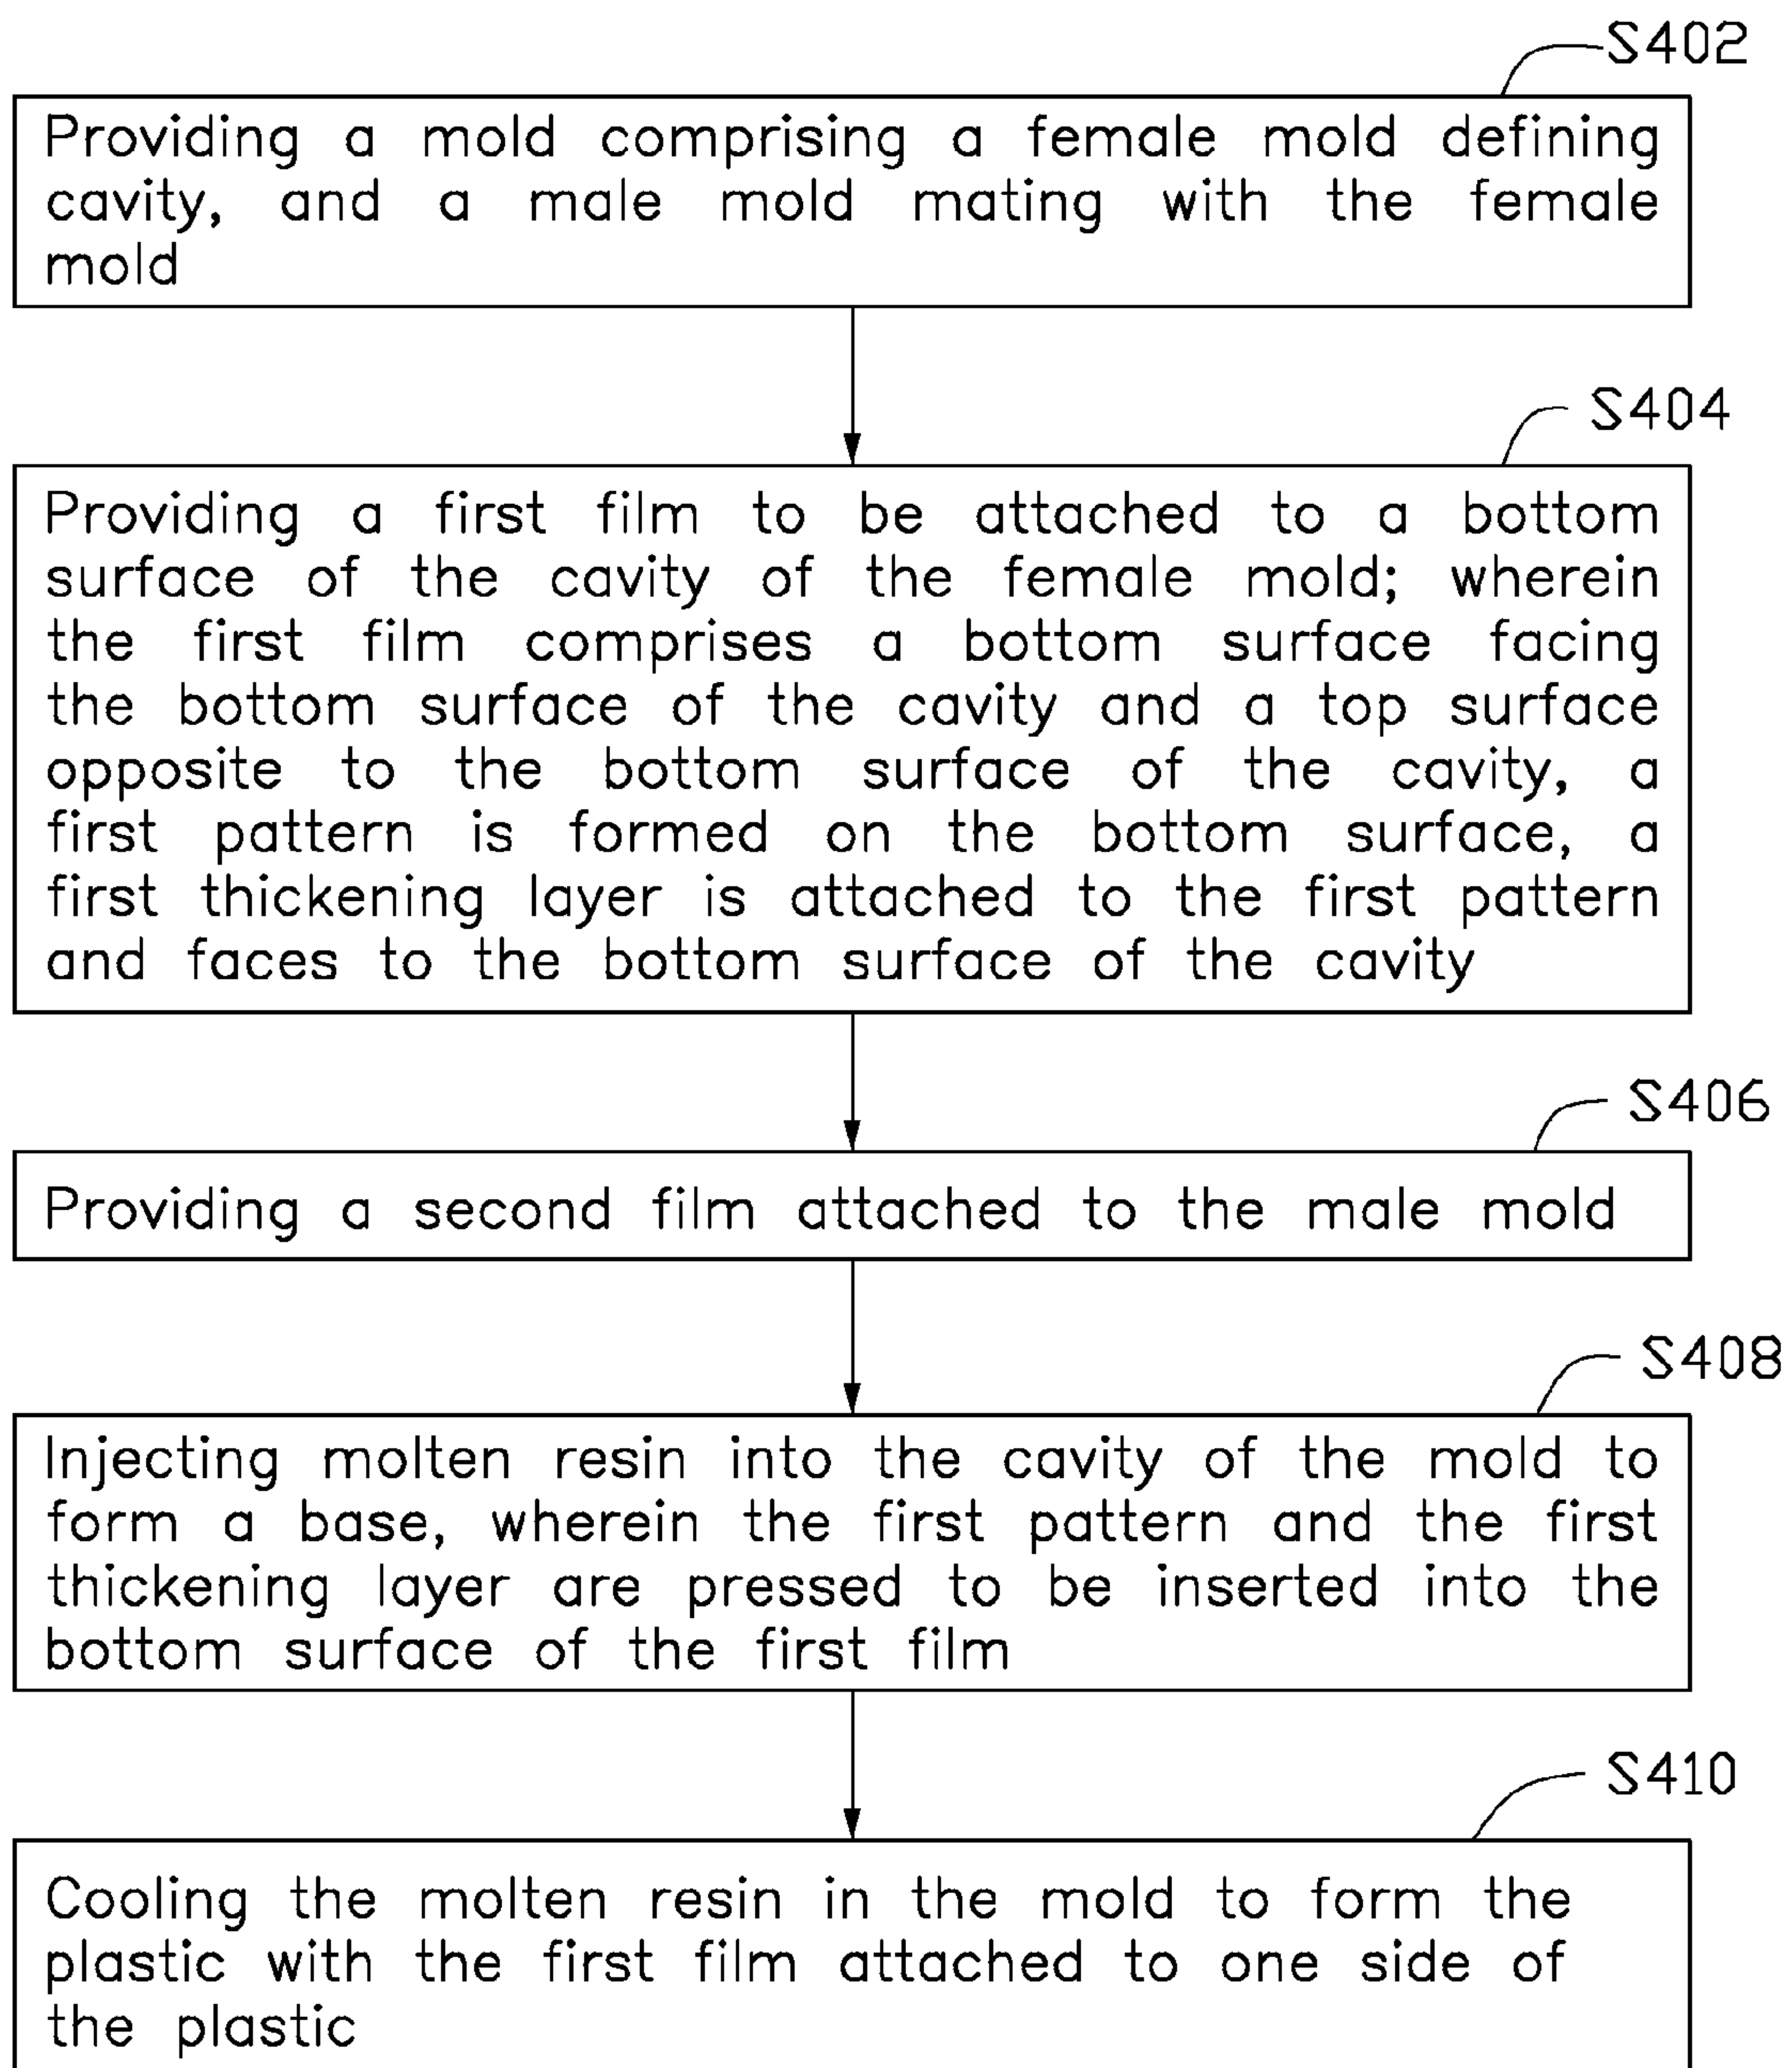 S402
Providing a mold comprising a female mold defining
cavity, and a male mold mating with the female
mold
S404
Providing a first film to be attached to a bottom
surface of the cavity of the female mold; wherein
the first film comprises a bottom surface facing
the bottom surface of the cavity and a top surface
opposite to the bottom surface of the cavity, a
first pattern is formed on the bottom surface, a
first thickening layer is attached to the first pattern
and faces to the bottom surface of the cavity
S406
Providing a second film attached to the male mold
S408
Injecting molten resin into the cavity of the mold to
form a base, wherein the first pattern and the first
thickening layer are pressed to be inserted into the
bottom surface of the first film
S410
Cooling the molten resin in the mold to form the
plastic with the first film attached to one side of
the plastic